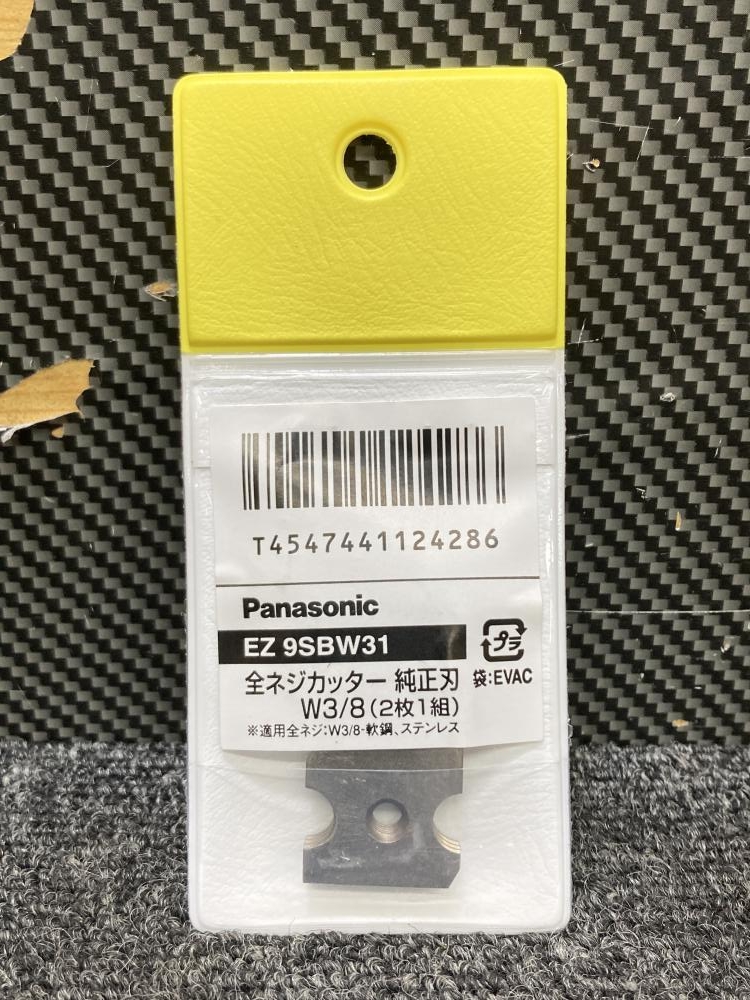 T4547441124286
Panasonic
EZ 9SBW31
プラ
全ネジカッター 純正刃
袋:EVAC
W3/8(2枚1組)
※適用全ネジ:W3/8-軟鋼、ステンレス